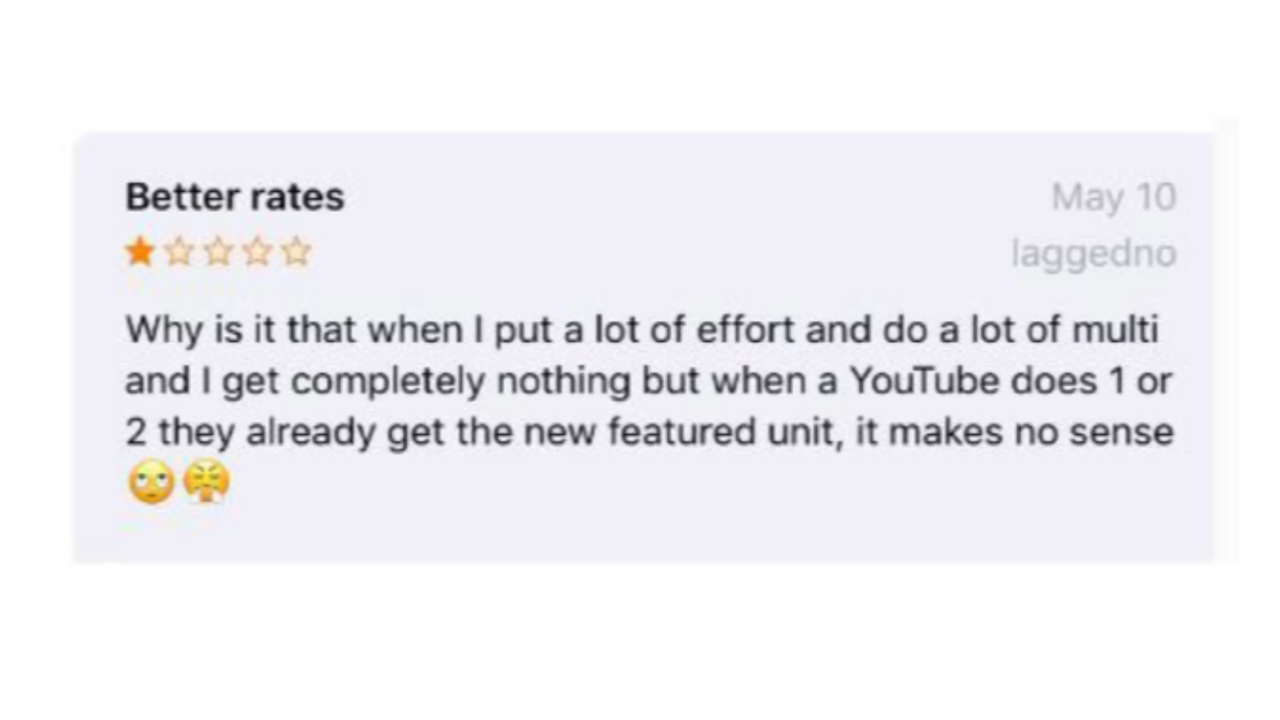 Better rates
May 10
★☆☆☆☆
laggedno
Why is it that when I put a lot of effort and do a lot of multi
and I get completely nothing but when a YouTube does 1 or
2 they already get the new featured unit, it makes no sense
🙄😤